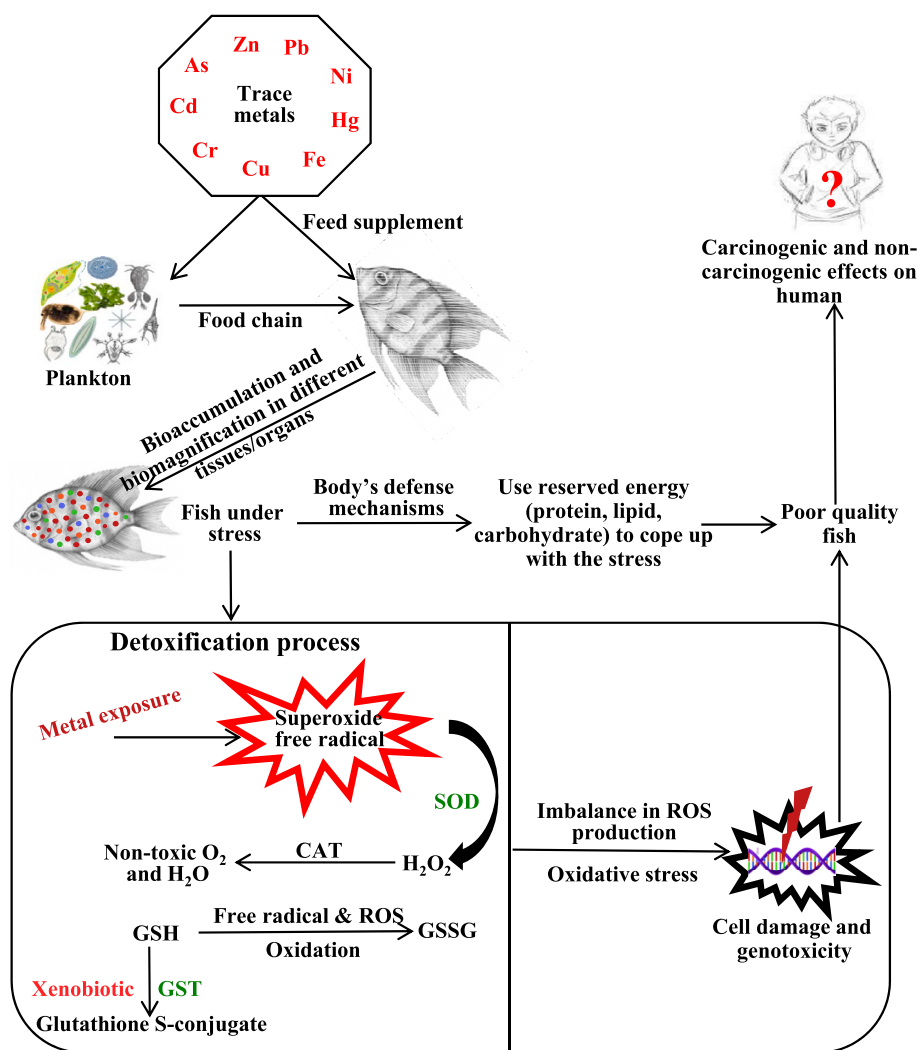 Zn
Pb
As
Ni
Trace
metals
Cd
Hg
Cr
Cu
Fe
Feed supplement
Food chain
Plankton
?
Carcinogenic and non-
carcinogenic effects on
human
Bioaccumulation and
biomagnification in different
tissues/organs
Fish under
stress
Body's defense
mechanisms
Use reserved energy
(protein, lipid,
carbohydrate) to cope up
with the stress
Poor quality
fish
Detoxification process
Metal exposure
Superoxide
free radical
SOD
H₂O₂
CAT
Non-toxic O₂
and H₂O
GSH
Free radical & ROS
Oxidation
GSSG
Xenobiotic
GST
Glutathione S-conjugate
Imbalance in ROS
production
Oxidative stress
Cell damage and
genotoxicity